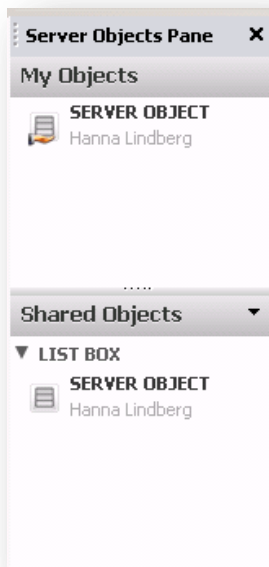 Server Objects Pane x
My Objects
SERVER OBJECT
Hanna Lindberg
Shared Objects
LIST BOX
SERVER OBJECT
Hanna Lindberg